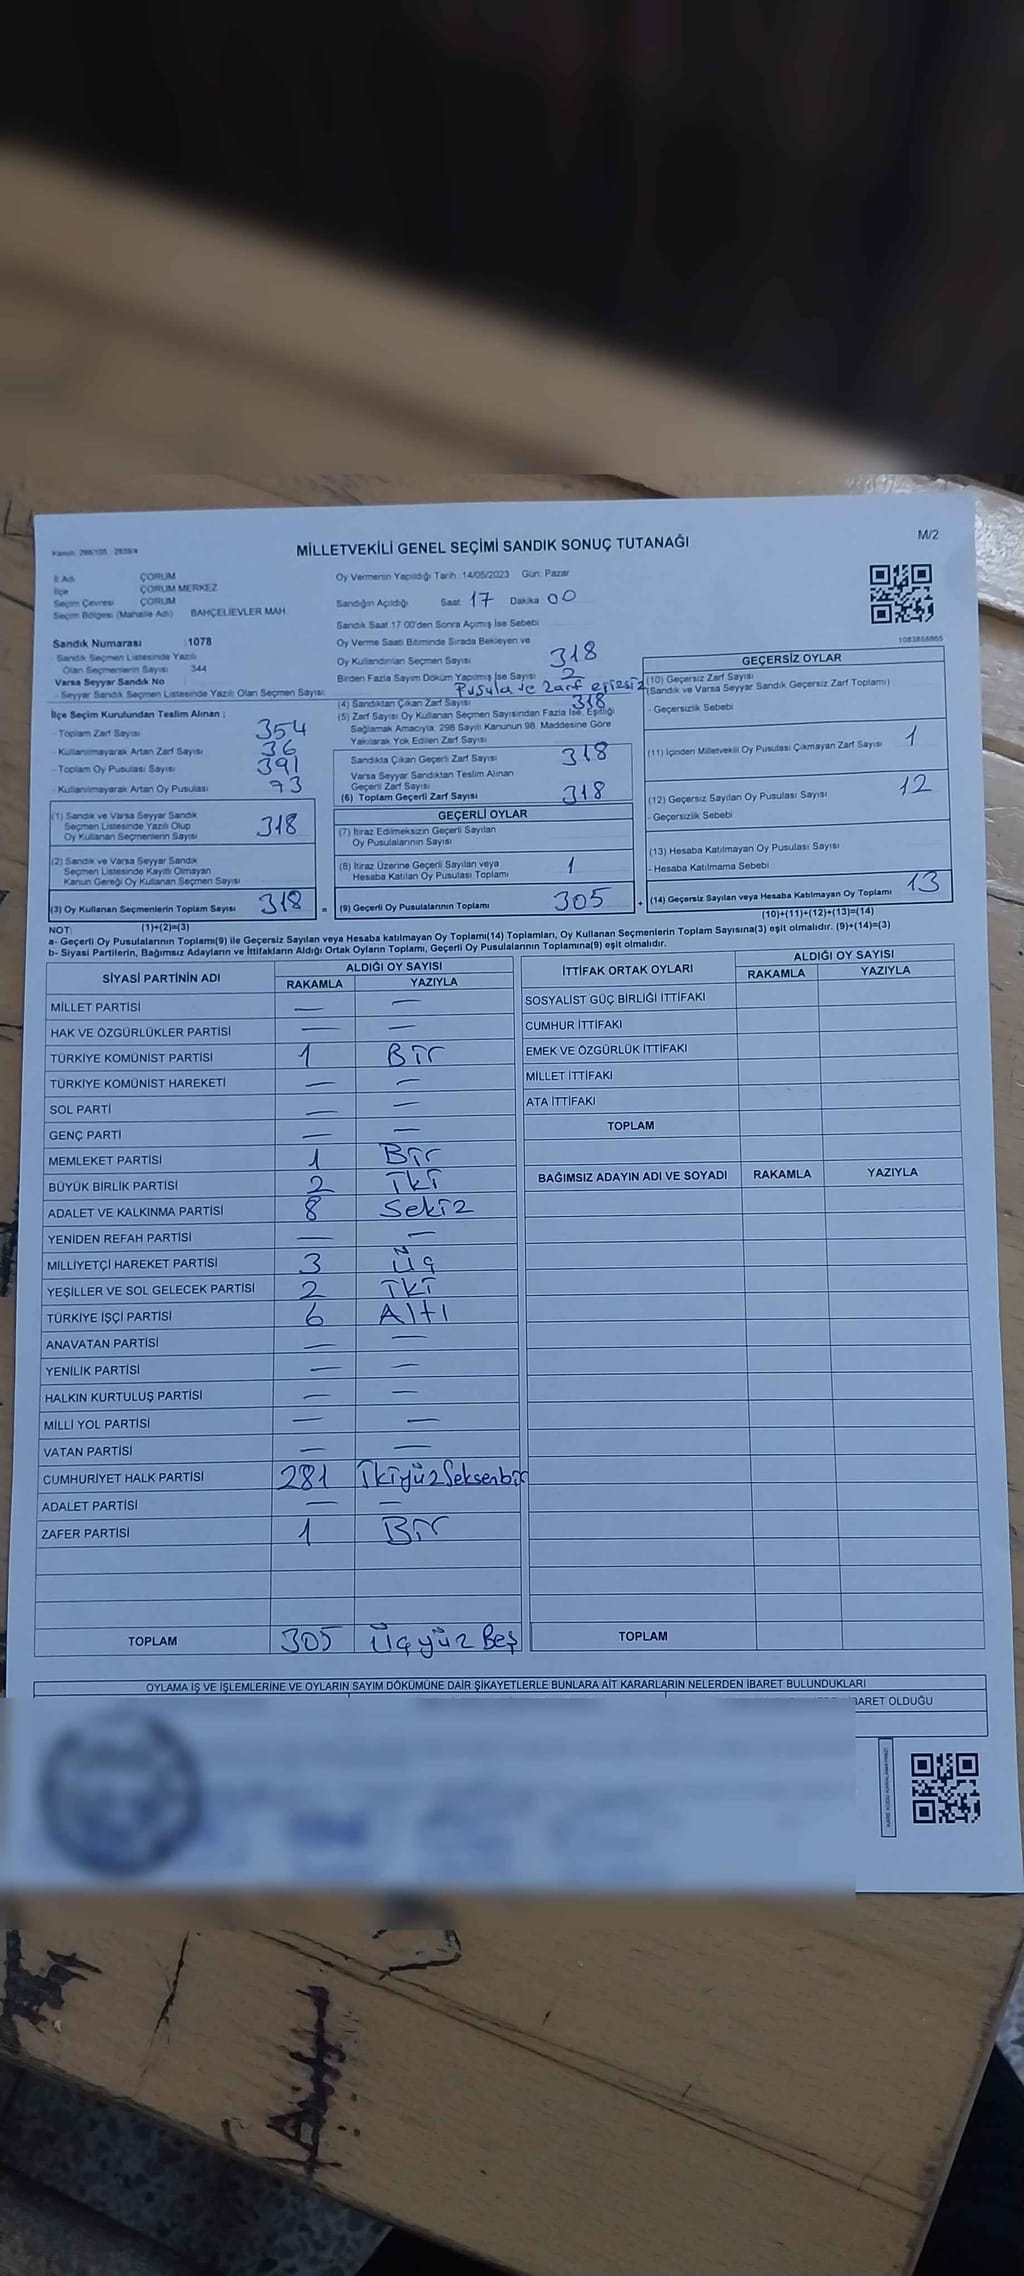 Kanun: 298/105 - 2839/4
MİLLETVEKİLİ GENEL SEÇİMİ SANDIK SONUÇ TUTANAĞI
M/2
İl Adı ÇORUM
İlçe ÇORUM MERKEZ
Seçim Çevresi ÇORUM
Seçim Bölgesi (Mahalle Adı) BAHÇELİEVLER MAH.
Sandık Numarası : 1078
Sandık Seçmen Listesinde Yazılı
Olan Seçmenlerin Sayısı 344
Varsa Seyyar Sandık No
Seyyar Sandık Seçmen Listesinde Yazılı Olan Seçmen Sayısı:
Oy Vermenin Yapıldığı Tarih :14/05/2023 Gün: Pazar
Sandığın Açıldığı Saat: 17 Dakika 00
Sandık Saat 17:00'den Sonra Açımış İse Sebebi
Oy Verme Saati Bitiminde Sırada Bekleyen ve
Oy Kullandırılan Seçmen Sayısı 318
Birden Fazla Sayım Döküm Yapılmış İse Sayısı 2
Pusula ve zarf eşitsiz
1083858865
İlçe Seçim Kurulundan Teslim Alınan ;
- Toplam Zarf Sayısı 354
- Kullanılmayarak Artan Zarf Sayısı 36
- Toplam Oy Pusulası Sayısı 391
- Kullanılmayarak Artan Oy Pusulası 73
(1) Sandık ve Varsa Seyyar Sandık
Seçmen Listesinde Yazılı Olup
Oy Kullanan Seçmenlerin Sayısı 318
(2) Sandık ve Varsa Seyyar Sandık
Seçmen Listesinde Kayıtlı Olmayan
Kanun Gereği Oy Kullanan Seçmen Sayısı
(3) Oy Kullanan Seçmenlerin Toplam Sayısı 318 =
(1)+(2)=(3)
(4) Sandıktan Çıkan Zarf Sayısı 318
(5) Zarf Sayısı Oy Kullanan Seçmen Sayısından Fazla İse, Eşitliği
Sağlamak Amacıyla, 298 Sayılı Kanunun 98. Maddesine Göre
Yakılarak Yok Edilen Zarf Sayısı
Sandıkta Çıkan Geçerli Zarf Sayısı 318
Varsa Seyyar Sandıktan Teslim Alınan
Geçerli Zarf Sayısı
(6) Toplam Geçerli Zarf Sayısı 318
GEÇERLİ OYLAR
(7) İtiraz Edilmeksizin Geçerli Sayılan
Oy Pusulalarının Sayısı
(8) İtiraz Üzerine Geçerli Sayılan veya
Hesaba Katılan Oy Pusulası Toplamı 1
(9) Geçerli Oy Pusulalarının Toplamı 305 +
GEÇERSİZ OYLAR
(10) Geçersiz Zarf Sayısı
(Sandık ve Varsa Seyyar Sandık Geçersiz Zarf Toplamı)
- Geçersizlik Sebebi
(11) İçinden Milletvekili Oy Pusulası Çıkmayan Zarf Sayısı 1
(12) Geçersiz Sayılan Oy Pusulası Sayısı 12
- Geçersizlik Sebebi
(13) Hesaba Katılmayan Oy Pusulası Sayısı
- Hesaba Katılmama Sebebi
(14) Geçersiz Sayılan veya Hesaba Katılmayan Oy Toplamı 13
(10)+(11)+(12)+(13)=(14)
NOT:
a- Geçerli Oy Pusulalarının Toplamı(9) ile Geçersiz Sayılan veya Hesaba Katılmayan Oy Toplamı(14) Toplamları, Oy Kullanan Seçmenlerin Toplam Sayısına(3) eşit olmalıdır. (9)+(14)=(3)
b- Siyasi Partilerin, Bağımsız Adayların ve İttifakların Aldığı Ortak Oyların Toplamı, Geçerli Oy Pusulalarının Toplamına(9) eşit olmalıdır.
SİYASİ PARTİNİN ADI ALDIĞI OY SAYISI
RAKAMLA YAZIYLA
MİLLET PARTİSİ — —
HAK VE ÖZGÜRLÜKLER PARTİSİ — —
TÜRKİYE KOMÜNİST PARTİSİ 1 Bir
TÜRKİYE KOMÜNİST HAREKETİ — —
SOL PARTİ — —
GENÇ PARTİ — —
MEMLEKET PARTİSİ 1 Bir
BÜYÜK BİRLİK PARTİSİ 2 İki
ADALET VE KALKINMA PARTİSİ 8 Sekiz
YENİDEN REFAH PARTİSİ — —
MİLLİYETÇİ HAREKET PARTİSİ 3 Üç
YEŞİLLER VE SOL GELECEK PARTİSİ 2 İki
TÜRKİYE İŞÇİ PARTİSİ 6 Altı
ANAVATAN PARTİSİ — —
YENİLİK PARTİSİ — —
HALKIN KURTULUŞ PARTİSİ — —
MİLLİ YOL PARTİSİ — —
VATAN PARTİSİ — —
CUMHURİYET HALK PARTİSİ 281 İkiyüzSeksenbir
ADALET PARTİSİ — —
ZAFER PARTİSİ 1 Bir
TOPLAM 305 Üçyüz Beş
İTTİFAK ORTAK OYLARI ALDIĞI OY SAYISI
RAKAMLA YAZIYLA
SOSYALİST GÜÇ BİRLİĞİ İTTİFAKI
CUMHUR İTTİFAKI
EMEK VE ÖZGÜRLÜK İTTİFAKI
MİLLET İTTİFAKI
ATA İTTİFAKI
TOPLAM
BAĞIMSIZ ADAYIN ADI VE SOYADI RAKAMLA YAZIYLA
TOPLAM
OYLAMA İŞ VE İŞLEMLERİNE VE OYLARIN SAYIM DÖKÜMÜNE DAİR ŞİKAYETLERLE BUNLARA AİT KARARLARIN NELERDEN İBARET BULUNDUKLARI
İBARET OLDUĞU
KARE KODU KARALAMAYINIZ!